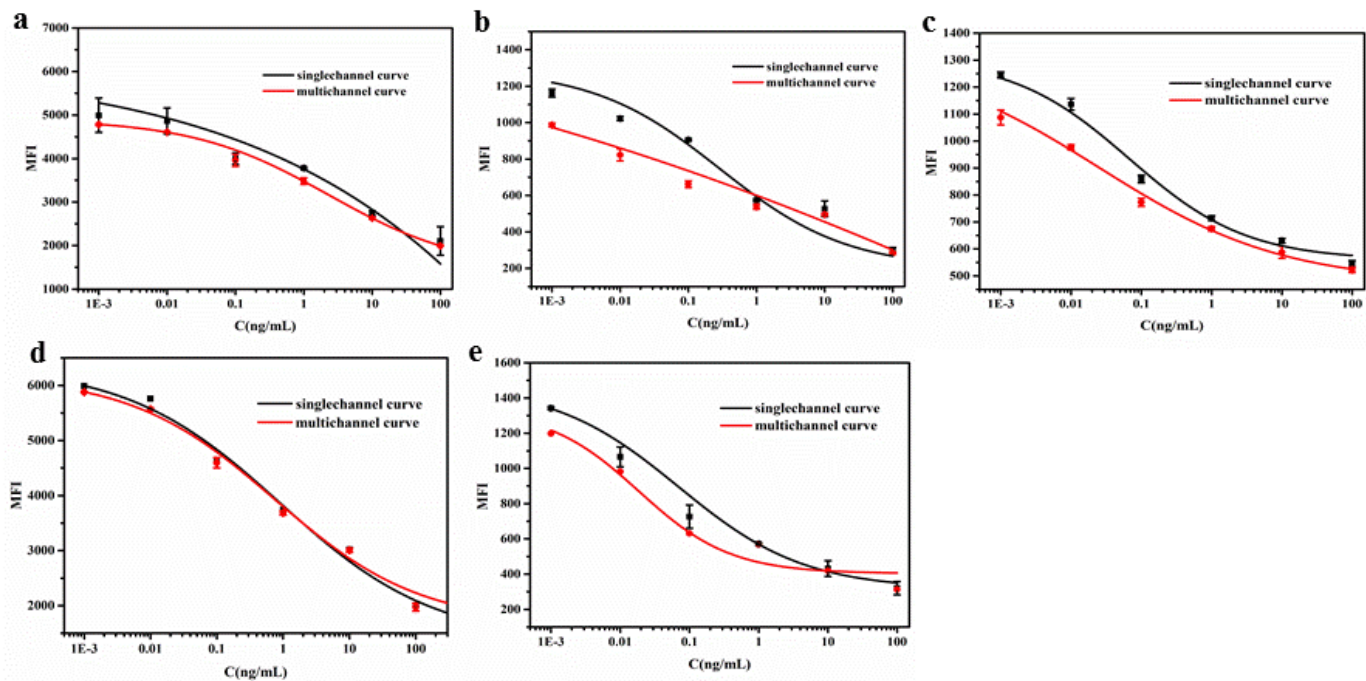 a
7000
6000
5000
4000
3000
2000
1000
MFI
singlechannel curve
multichannel curve
1E-3 0.01 0.1 1 10 100
C(ng/mL)
b
1400
1200
1000
800
600
400
200
MFI
singlechannel curve
multichannel curve
1E-3 0.01 0.1 1 10 100
C(ng/mL)
c
1400
1300
1200
1100
1000
900
800
700
600
500
MFI
singlechannel curve
multichannel curve
1E-3 0.01 0.1 1 10 100
C(ng/mL)
d
6000
5000
4000
3000
2000
MFI
singlechannel curve
multichannel curve
1E-3 0.01 0.1 1 10 100
C(ng/mL)
e
1600
1400
1200
1000
800
600
400
200
MFI
singlechannel curve
multichannel curve
1E-3 0.01 0.1 1 10 100
C(ng/mL)